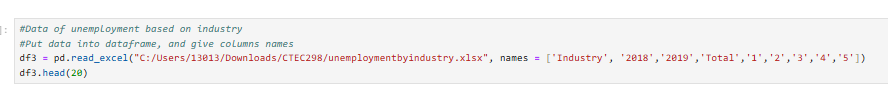 ]:
#Data of unemployment based on industry
#Put data into dataframe, and give columns names
df3 = pd.read_excel("C:/Users/13013/Downloads/CTEC298/unemploymentbyindustry.xlsx", names = ['Industry', '2018','2019','Total','1','2','3','4','5'])
df3.head(20)